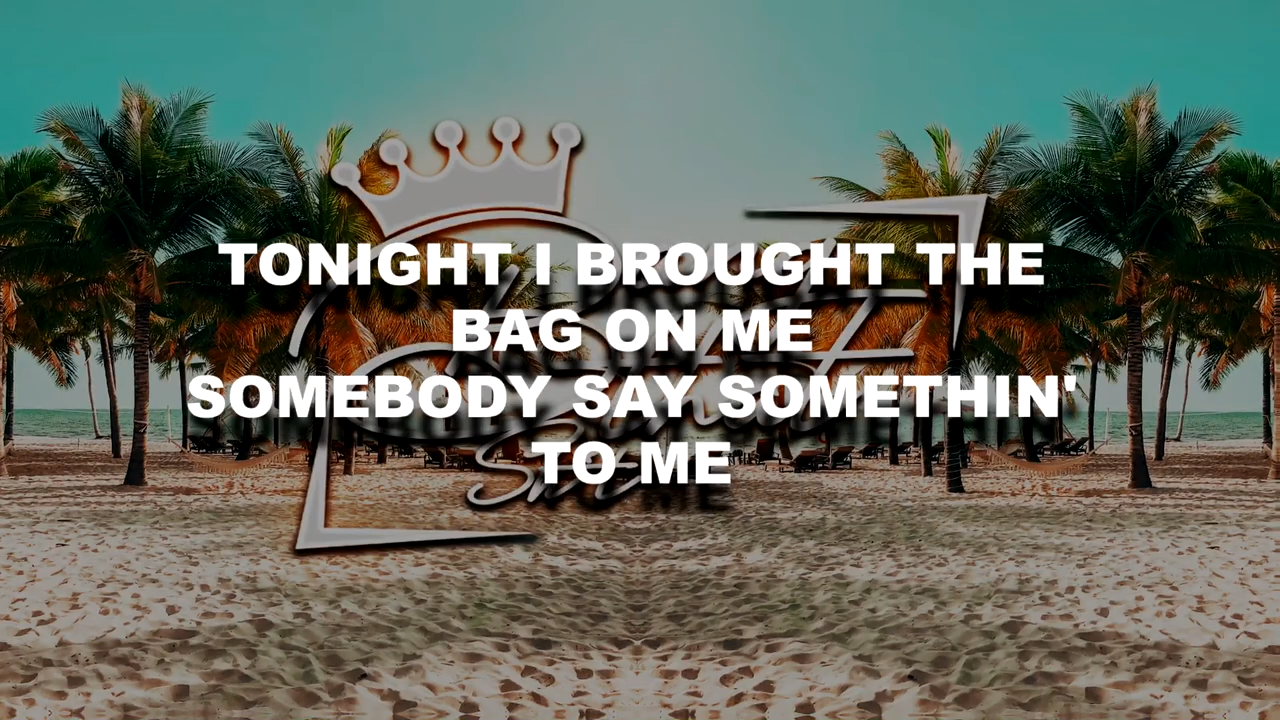 TONIGHT I BROUGHT THE
BAG ON ME
SOMEBODY SAY SOMETHIN'
TO ME